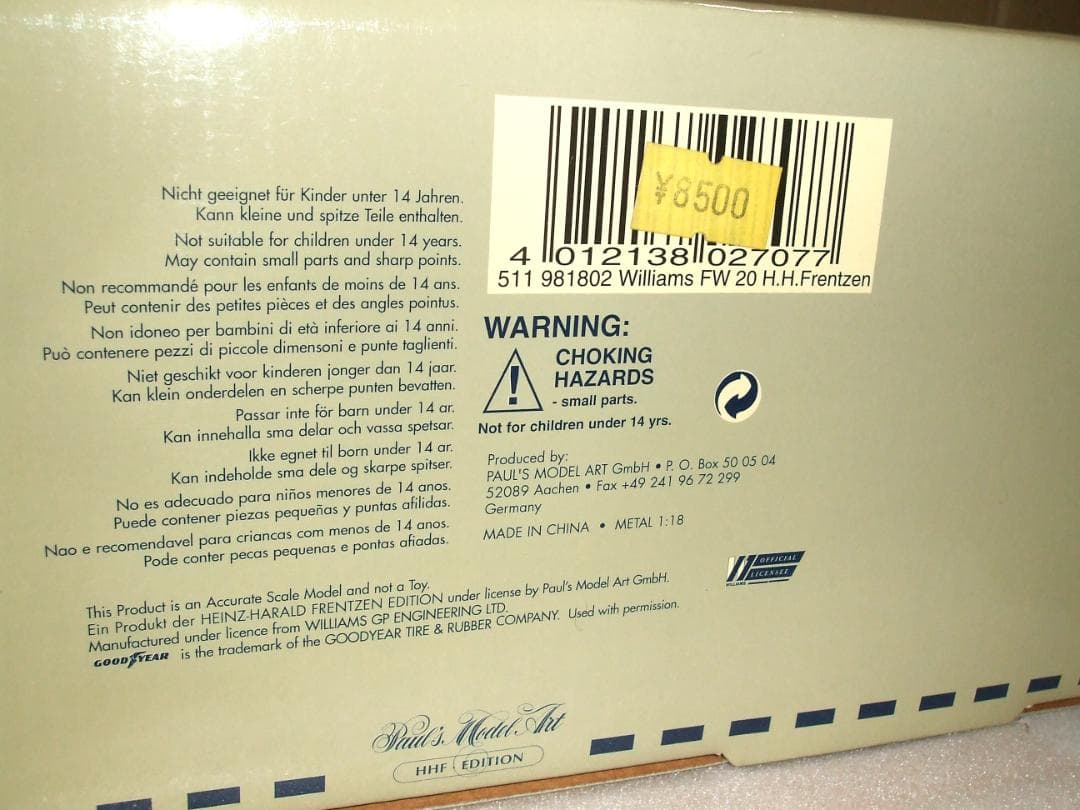 Nicht geeignet für Kinder unter 14 Jahren.
Kann kleine und spitze Teile enthalten.
Not suitable for children under 14 years.
May contain small parts and sharp points.
Non recommandé pour les enfants de moins de 14 ans.
Peut contenir des petites pièces et des angles pointus.
Non idoneo per bambini di età inferiore ai 14 anni.
Può contenere pezzi di piccole dimensoni e punte taglienti.
Niet geschikt voor kinderen jonger dan 14 jaar.
Kan klein onderdelen en scherpe punten bevatten.
Passar inte för barn under 14 ar.
Kan innehalla sma delar och vassa spetsar.
Ikke egnet til born under 14 ar.
Kan indeholde sma dele og skarpe spitser.
No es adecuado para niños menores de 14 anos.
Puede contener piezas pequeñas y puntas afilidas.
Nao e recomendavel para criancas com menos de 14 anos.
Pode conter pecas pequenas e pontas afiadas.
¥8500
4 012138 027077
511 981802 Williams FW 20 H.H.Frentzen
WARNING:
CHOKING
HAZARDS
- small parts.
Not for children under 14 yrs.
Produced by:
PAUL'S MODEL ART GmbH • P. O. Box 50 05 04
52089 Aachen • Fax +49 241 96 72 299
Germany
MADE IN CHINA • METAL 1:18
OFFICIAL
LICENSEE
WILLIAMS
This Product is an Accurate Scale Model and not a Toy.
Ein Produkt der HEINZ-HARALD FRENTZEN EDITION under license by Paul's Model Art GmbH.
Manufactured under licence from WILLIAMS GP ENGINEERING LTD.
GOODYEAR is the trademark of the GOODYEAR TIRE & RUBBER COMPANY. Used with permission.
Paul's Model Art
HHF EDITION